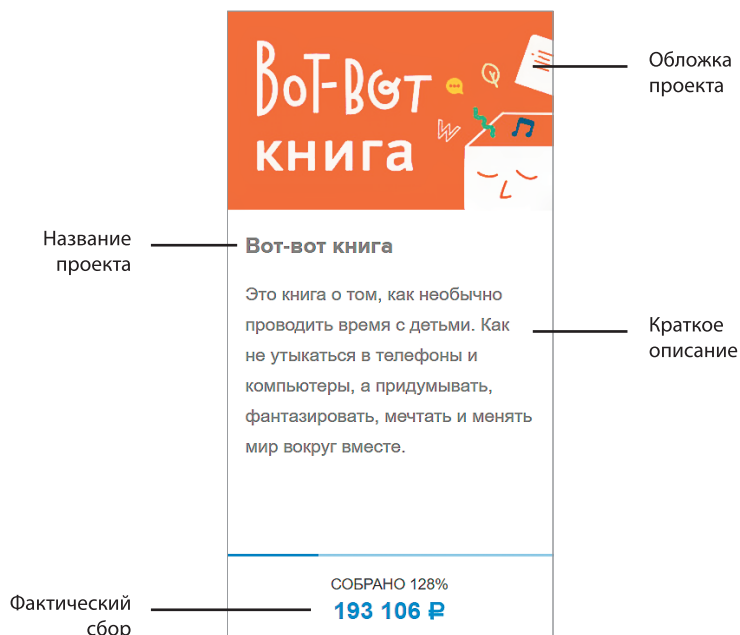 Вот-вот
книга
Обложка
проекта
Название
проекта
Вот-вот книга
Это книга о том, как необычно
проводить время с детьми. Как
не утыкаться в телефоны и
компьютеры, а придумывать,
фантазировать, мечтать и менять
мир вокруг вместе.
Краткое
описание
СОБРАНО 128%
193 106 ₽
Фактический
сбор